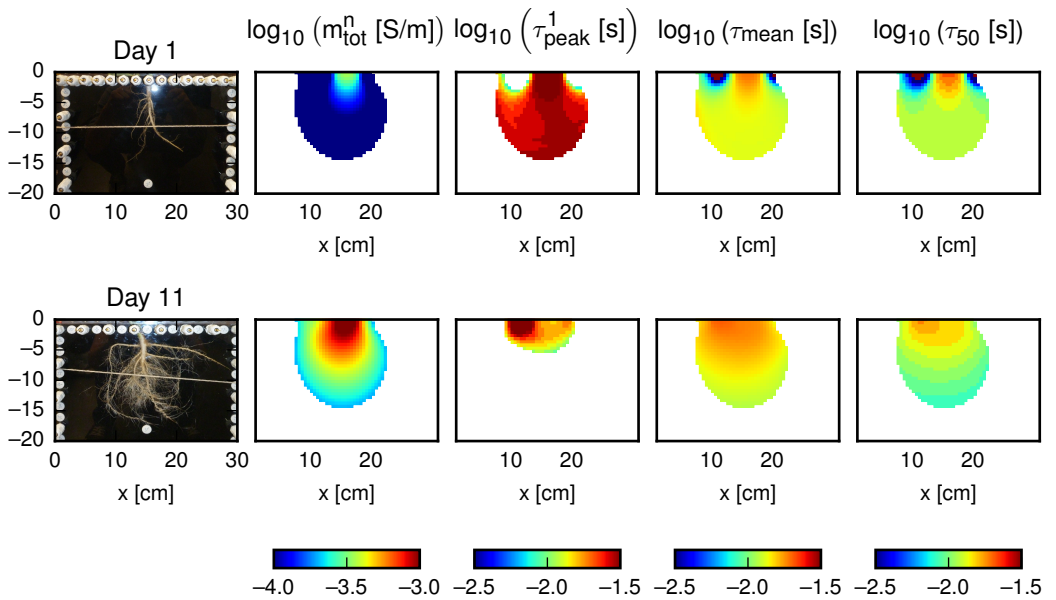 Day 1 log₁₀ (mⁿₜₒₜ [S/m]) log₁₀ (τ¹ₚₑₐₖ [s]) log₁₀ (τmean [s]) log₁₀ (τ₅₀ [s])
0
−5
−10
−15
−20
0 10 20 30 10 20 10 20 10 20 10 20
x [cm] x [cm] x [cm] x [cm]
Day 11
0
−5
−10
−15
−20
0 10 20 30 10 20 10 20 10 20 10 20
x [cm] x [cm] x [cm] x [cm] x [cm]
−4.0 −3.5 −3.0 −2.5 −2.0 −1.5 −2.5 −2.0 −1.5 −2.5 −2.0 −1.5